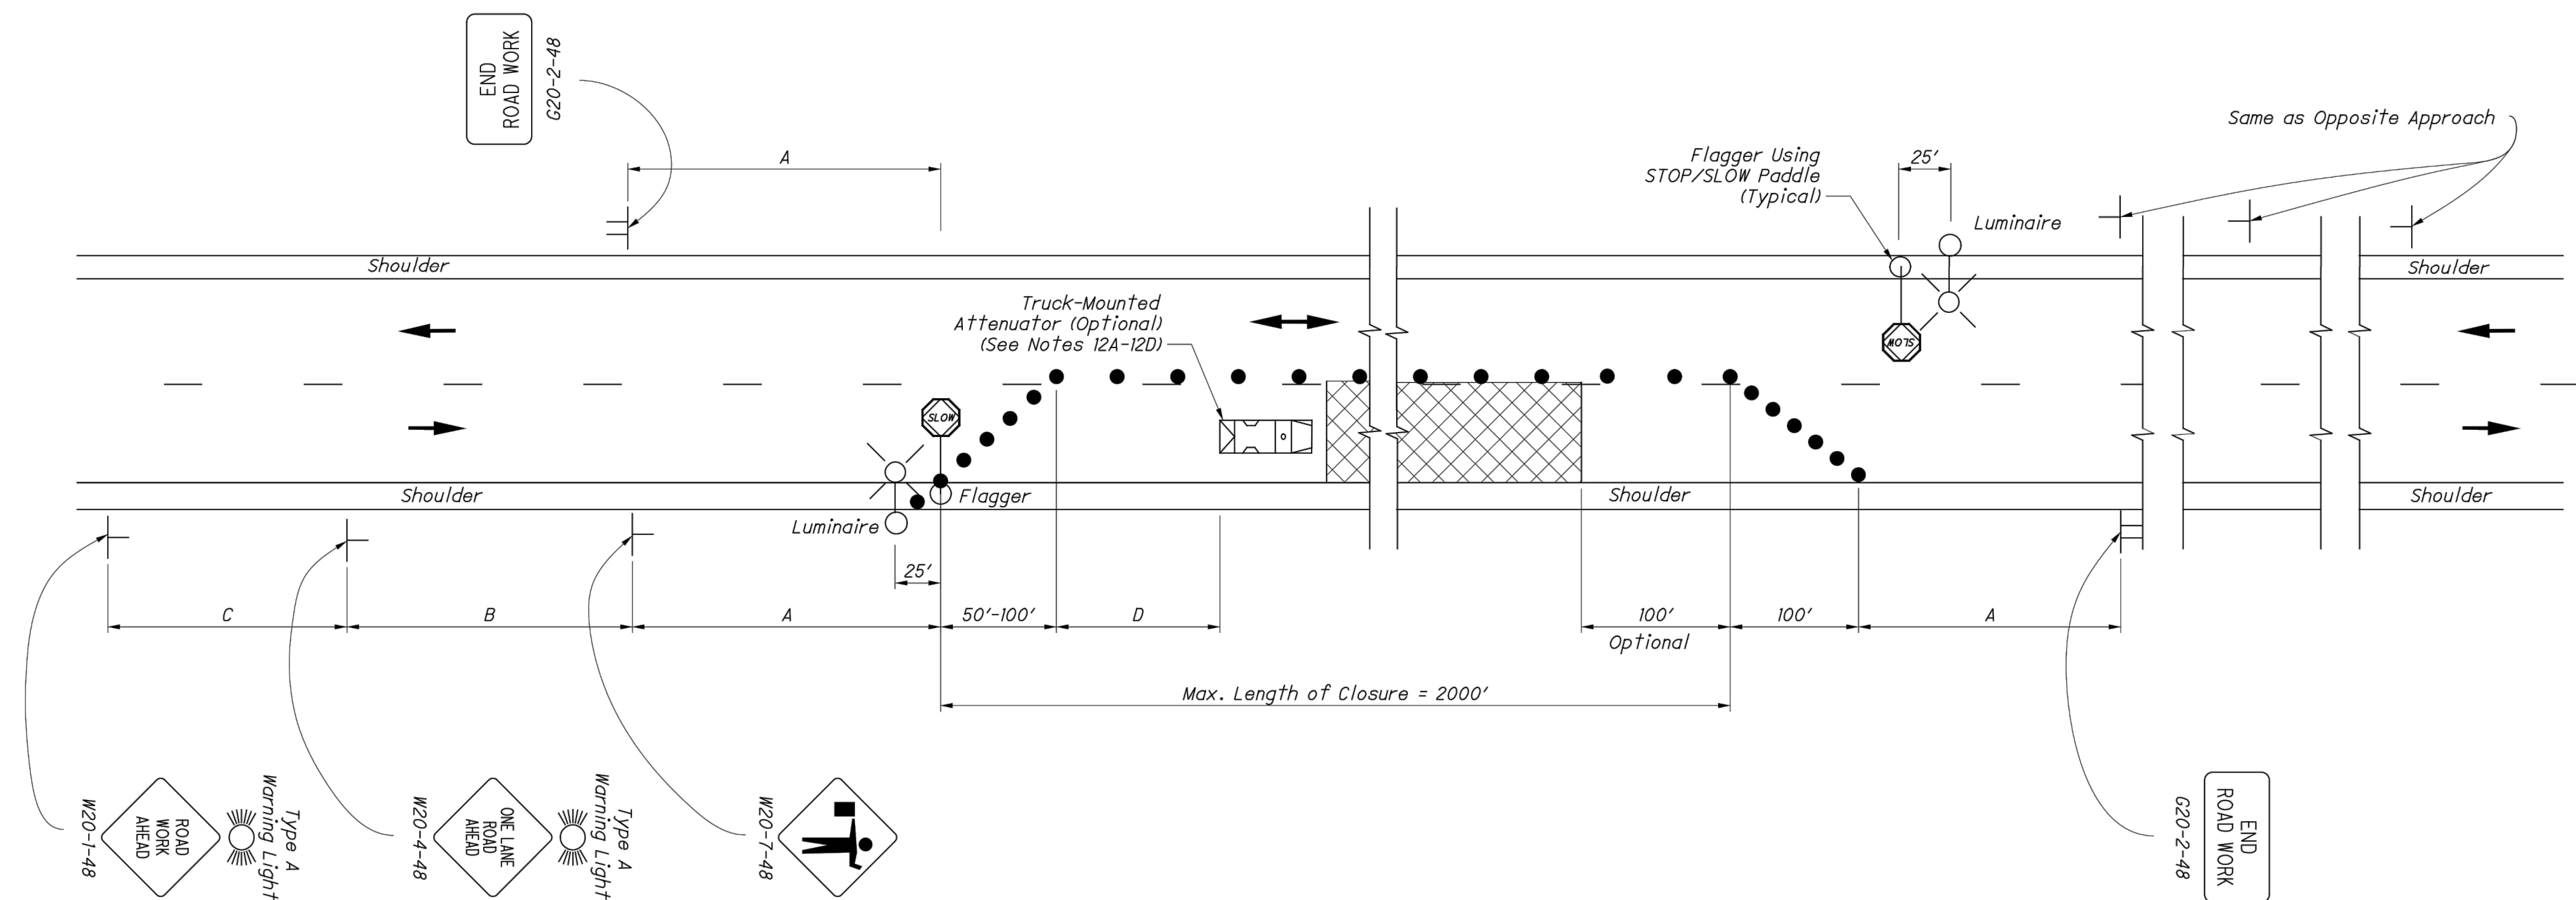 END
ROAD WORK
G20-2-48
A
Same as Opposite Approach
Flagger Using
STOP/SLOW Paddle
(Typical)
25'
Luminaire
Shoulder
Shoulder
Truck-Mounted
Attenuator (Optional)
(See Notes 12A-12D)
SLOW
SLOW
Shoulder
Flagger
Shoulder
Shoulder
Luminaire
25'
C
B
A
50'-100'
D
100'
Optional
100'
A
Max. Length of Closure = 2000'
W20-1-48
ROAD
WORK
AHEAD
Type A
Warning Light
W20-4-48
ONE LANE
ROAD
AHEAD
Type A
Warning Light
W20-7-48
G20-2-48
END
ROAD WORK